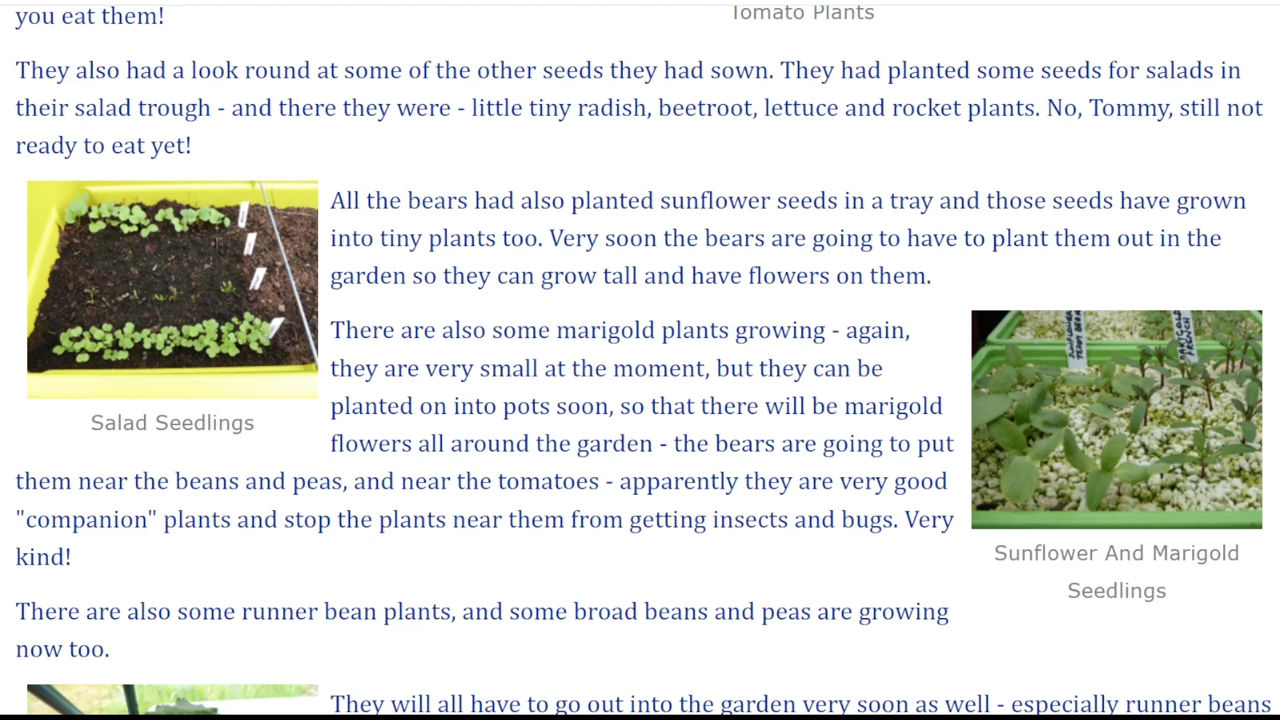 you eat them!
Tomato Plants
They also had a look round at some of the other seeds they had sown. They had planted some seeds for salads in
their salad trough - and there they were - little tiny radish, beetroot, lettuce and rocket plants. No, Tommy, still not
ready to eat yet!
All the bears had also planted sunflower seeds in a tray and those seeds have grown
into tiny plants too. Very soon the bears are going to have to plant them out in the
garden so they can grow tall and have flowers on them.
Salad Seedlings
There are also some marigold plants growing - again,
they are very small at the moment, but they can be
planted on into pots soon, so that there will be marigold
flowers all around the garden - the bears are going to put
them near the beans and peas, and near the tomatoes - apparently they are very good
"companion" plants and stop the plants near them from getting insects and bugs. Very
kind!
Sunflower And Marigold
Seedlings
There are also some runner bean plants, and some broad beans and peas are growing
now too.
They will all have to go out into the garden very soon as well - especially runner beans